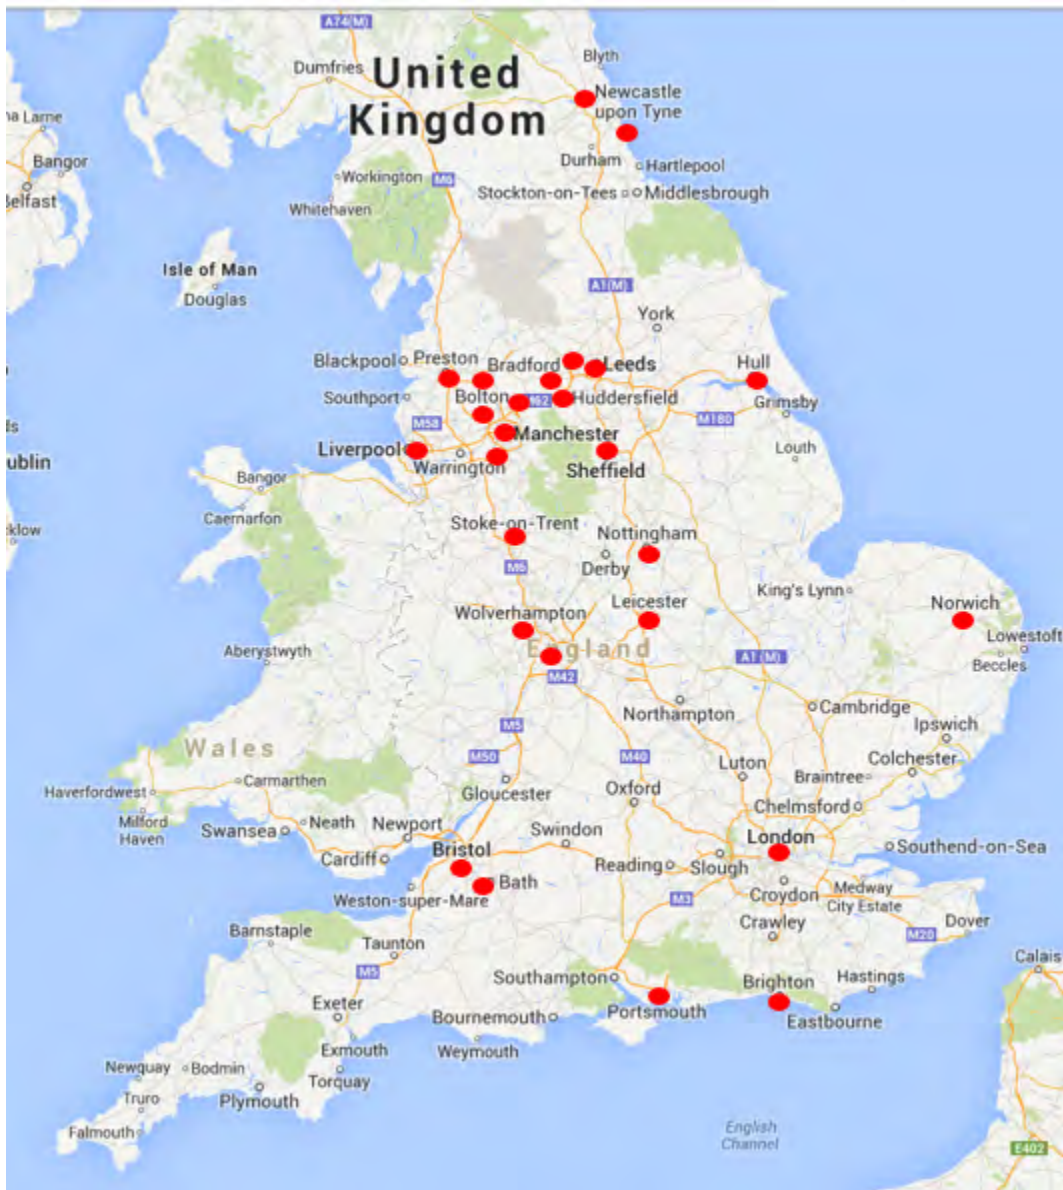 A74(M)
Blyth
Dumfries
United
Kingdom
Newcastle
upon Tyne
Larne
Bangor
Belfast
Durham
Hartlepool
Workington
M6
Stockton-on-Tees
Middlesbrough
Whitehaven
Isle of Man
Douglas
A1(M)
York
Blackpool
Preston
Bradford
Leeds
Hull
Southport
Bolton
M62
Huddersfield
Grimsby
M58
M180
Manchester
Liverpool
Warrington
Sheffield
Louth
Bangor
Caernarfon
Stoke-on-Trent
Nottingham
Derby
M6
King's Lynn
Wolverhampton
Leicester
Norwich
Aberystwyth
England
A1 (M)
Lowestoft
Beccles
M42
Northampton
Cambridge
Ipswich
M5
Wales
M50
M40
Luton
Colchester
Carmarthen
Braintree
Haverfordwest
Gloucester
Oxford
Chelmsford
Milford
Haven
Neath
Newport
Swansea
Swindon
London
Southend-on-Sea
Cardiff
Bristol
Reading
Slough
Bath
Croydon
Medway
City Estate
Weston-super-Mare
M3
Barnstaple
Crawley
Dover
M20
Taunton
M5
Southampton
Brighton
Hastings
Calais
Exeter
Bournemouth
Portsmouth
Eastbourne
Exmouth
Weymouth
Newquay
Bodmin
Torquay
Truro
Plymouth
Falmouth
English
Channel
E402